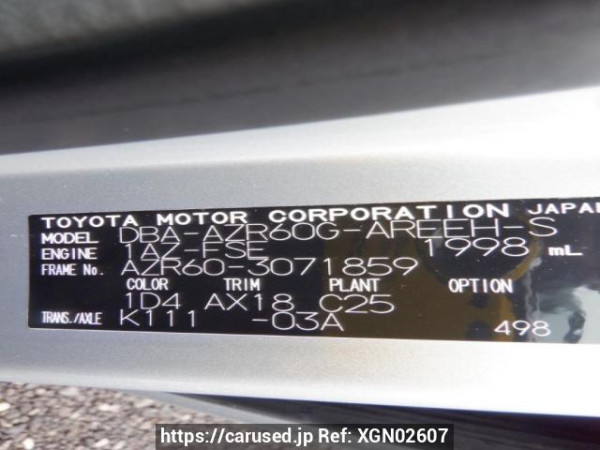 TOYOTA MOTOR CORPORATION JAPAN
MODEL DBA-AZR60G-AREEH-S
ENGINE 1AZ-FSE 1998 mL
FRAME No. AZR60-3071859
COLOR TRIM PLANT OPTION
1D4 AX18 C25
TRANS./AXLE K111 -03A 498
https://carused.jp Ref: XGN02607